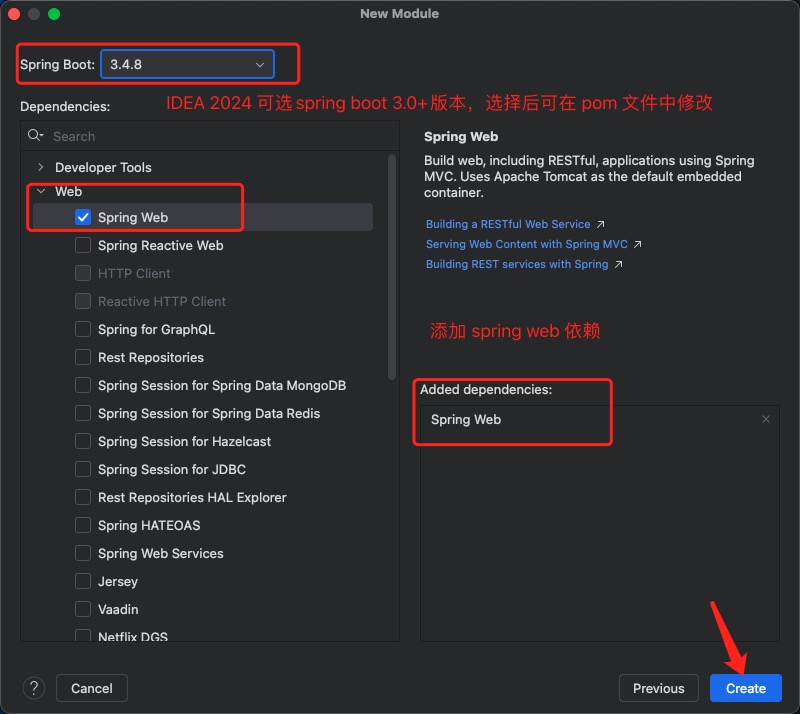 New Module
Spring Boot: 3.4.8
IDEA 2024 可选 spring boot 3.0+版本，选择后可在 pom 文件中修改
Dependencies:
Search
Developer Tools
Web
Spring Web
Spring Reactive Web
HTTP Client
Reactive HTTP Client
Spring for GraphQL
Rest Repositories
Spring Session for Spring Data MongoDB
Spring Session for Spring Data Redis
Spring Session for Hazelcast
Spring Session for JDBC
Rest Repositories HAL Explorer
Spring HATEOAS
Spring Web Services
Jersey
Vaadin
Netflix DGS
Spring Web
Build web, including RESTful, applications using Spring
MVC. Uses Apache Tomcat as the default embedded
container.
Building a RESTful Web Service ↗
Serving Web Content with Spring MVC ↗
Building REST services with Spring ↗
添加 spring web 依赖
Added dependencies:
Spring Web ×
? Cancel Previous Create